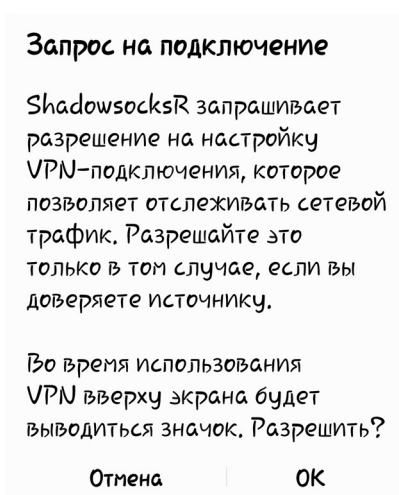 Запрос на подключение
ShadowsocksR запрашивает
разрешение на настройку
VPN-подключения, которое
позволяет отслеживать сетевой
трафик. Разрешайте это
только в том случае, если вы
доверяете источнику.
Во время использования
VPN вверху экрана будет
выводиться значок. Разрешить?
Отмена
ОК